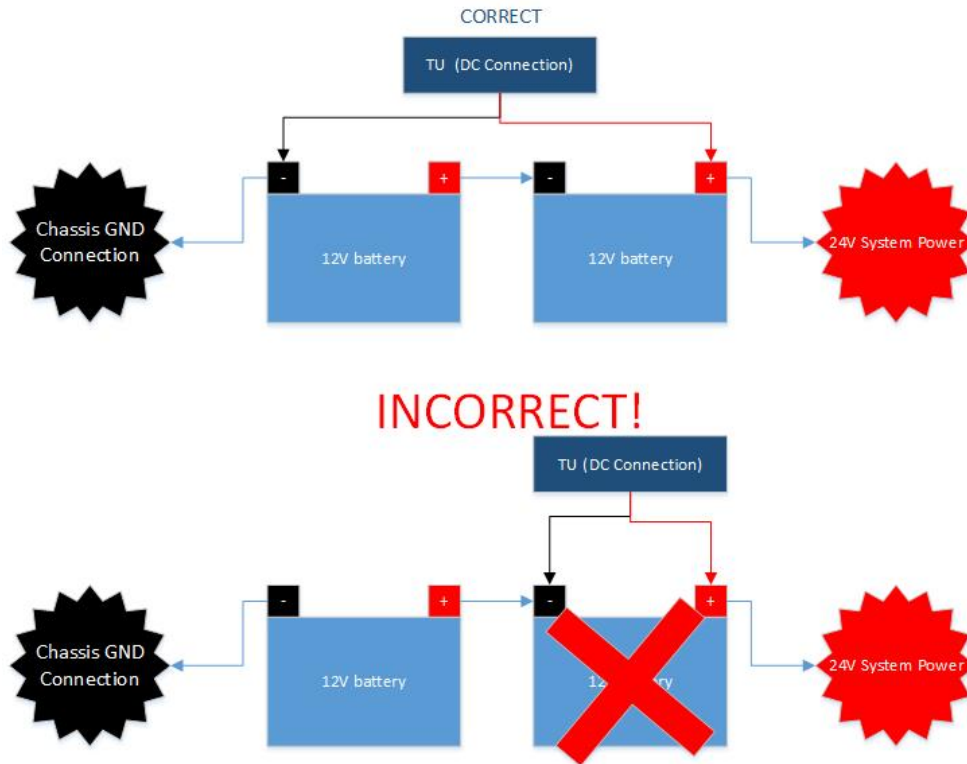 CORRECT
TU (DC Connection)
- + - +
Chassis GND
Connection
12V battery
12V battery
24V System Power
INCORRECT!
TU (DC Connection)
- + - +
Chassis GND
Connection
12V battery
24V System Power